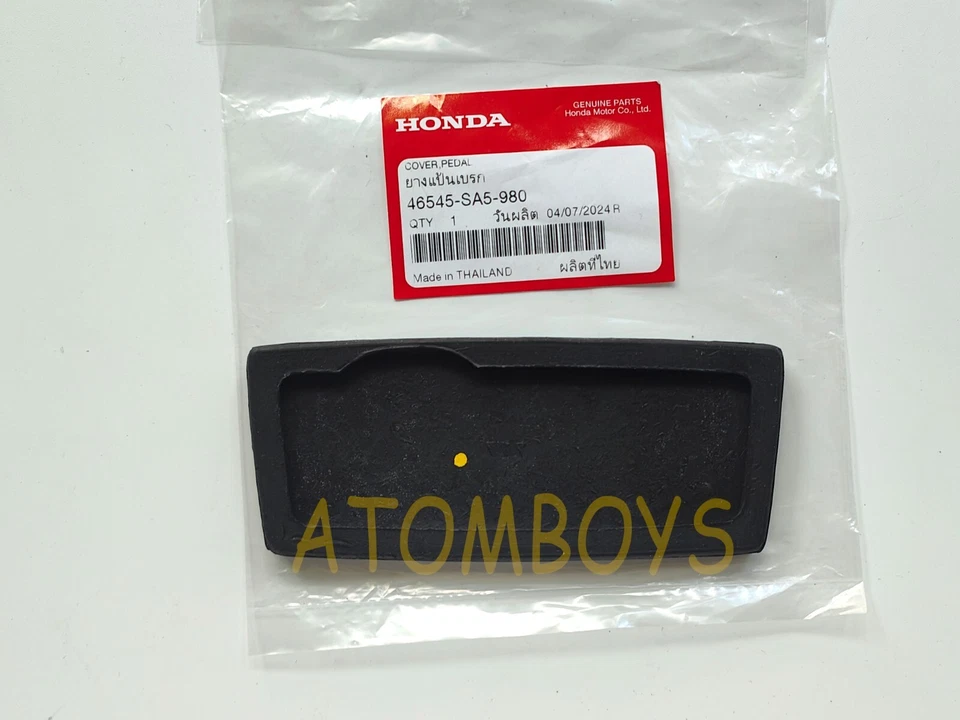 HONDA
GENUINE PARTS
Honda Motor Co., Ltd.
COVER,PEDAL
ยางแป้นเบรก
46545-SA5-980
QTY 1 วันผลิต 04/07/2024 R
Made in THAILAND ผลิตที่ไทย
ATOMBOYS